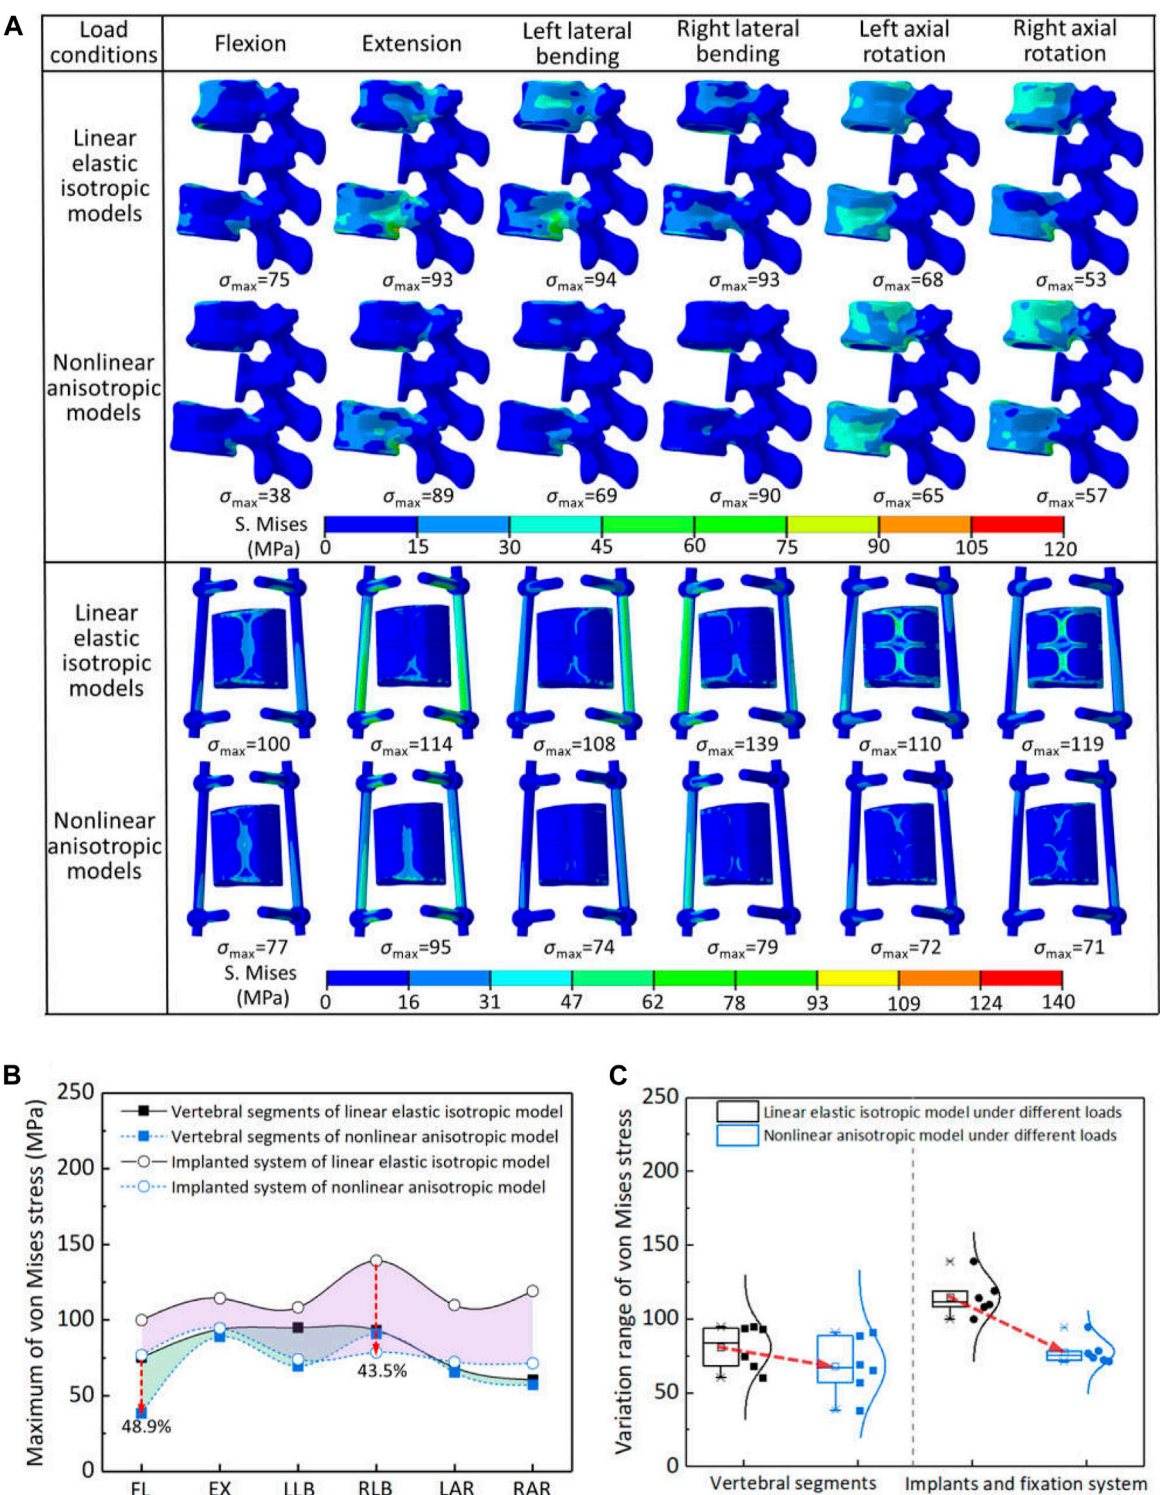 A
Load conditions
Flexion
Extension
Left lateral bending
Right lateral bending
Left axial rotation
Right axial rotation
Linear elastic isotropic models
σmax=75
σmax=93
σmax=94
σmax=93
σmax=68
σmax=53
Nonlinear anisotropic models
σmax=38
σmax=89
σmax=69
σmax=90
σmax=65
σmax=57
S. Mises (MPa)
0 15 30 45 60 75 90 105 120
Linear elastic isotropic models
σmax=100
σmax=114
σmax=108
σmax=139
σmax=110
σmax=119
Nonlinear anisotropic models
σmax=77
σmax=95
σmax=74
σmax=79
σmax=72
σmax=71
S. Mises (MPa)
0 16 31 47 62 78 93 109 124 140
B
Maximum of von Mises stress (MPa)
250
200
150
100
50
0
Vertebral segments of linear elastic isotropic model
Vertebral segments of nonlinear anisotropic model
Implanted system of linear elastic isotropic model
Implanted system of nonlinear anisotropic model
48.9%
43.5%
FL EX LLB RLB LAR RAR
C
Variation range of von Mises stress
250
200
150
100
50
0
Linear elastic isotropic model under different loads
Nonlinear anisotropic model under different loads
Vertebral segments
Implants and fixation system